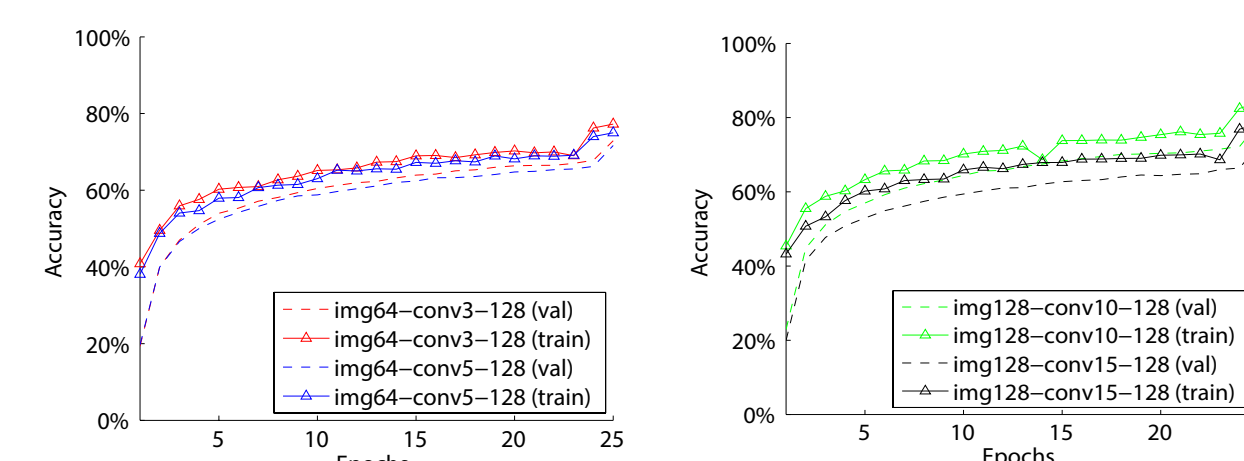 100%
80%
60%
40%
20%
0%
Accuracy
5
10
15
20
25
Epochs
img64−conv3−128 (val)
img64−conv3−128 (train)
img64−conv5−128 (val)
img64−conv5−128 (train)
100%
80%
60%
40%
20%
0%
Accuracy
5
10
15
20
Epochs
img128−conv10−128 (val)
img128−conv10−128 (train)
img128−conv15−128 (val)
img128−conv15−128 (train)